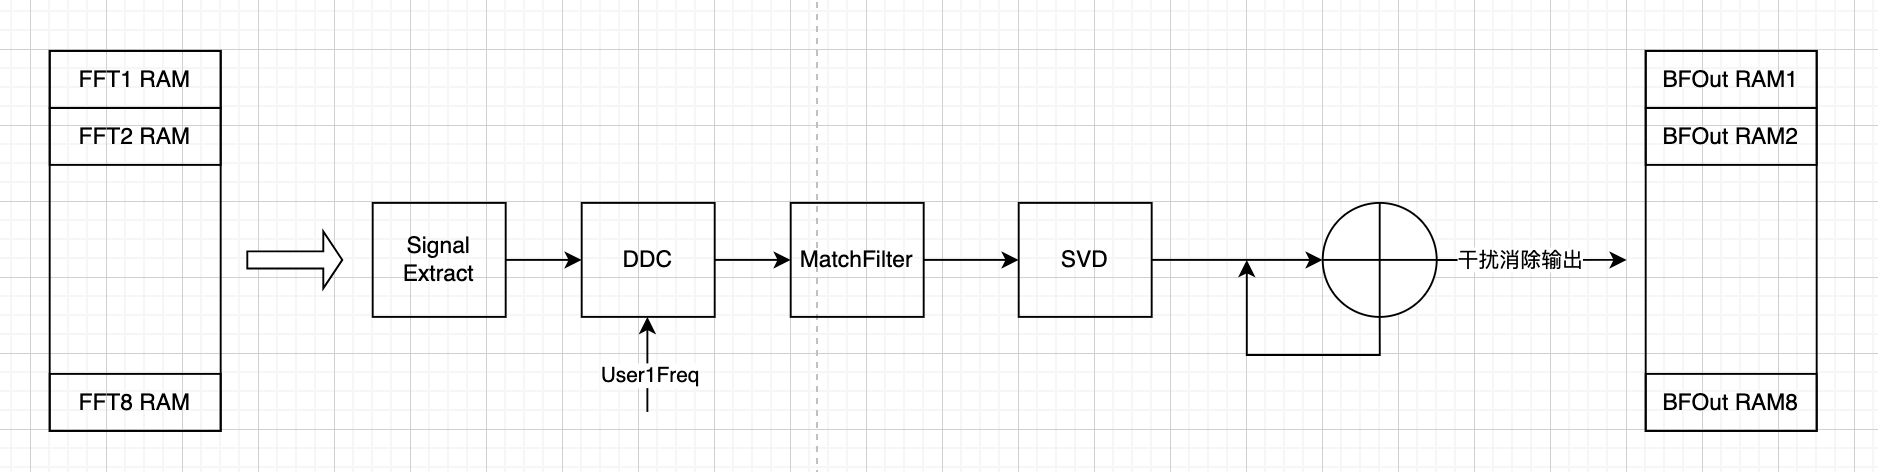 FFT1 RAM
FFT2 RAM
FFT8 RAM
Signal
Extract
DDC
User1Freq
MatchFilter
SVD
干扰消除输出
BFOut RAM1
BFOut RAM2
BFOut RAM8